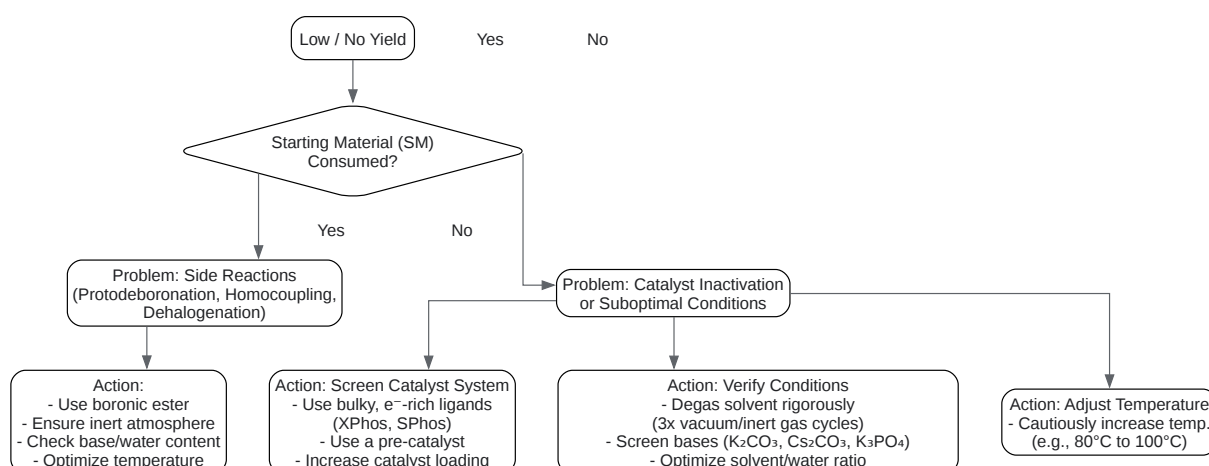 Low / No Yield
Yes
No
Starting Material (SM)
Consumed?
Yes
No
Problem: Side Reactions
(Protodeboronation, Homocoupling,
Dehalogenation)
Problem: Catalyst Inactivation
or Suboptimal Conditions
Action:
- Use boronic ester
- Ensure inert atmosphere
- Check base/water content
- Optimize temperature
Action: Screen Catalyst System
- Use bulky, e⁻-rich ligands
(XPhos, SPhos)
- Use a pre-catalyst
- Increase catalyst loading
Action: Verify Conditions
- Degas solvent rigorously
(3x vacuum/inert gas cycles)
- Screen bases (K₂CO₃, Cs₂CO₃, K₃PO₄)
- Optimize solvent/water ratio
Action: Adjust Temperature
- Cautiously increase temp.
(e.g., 80°C to 100°C)